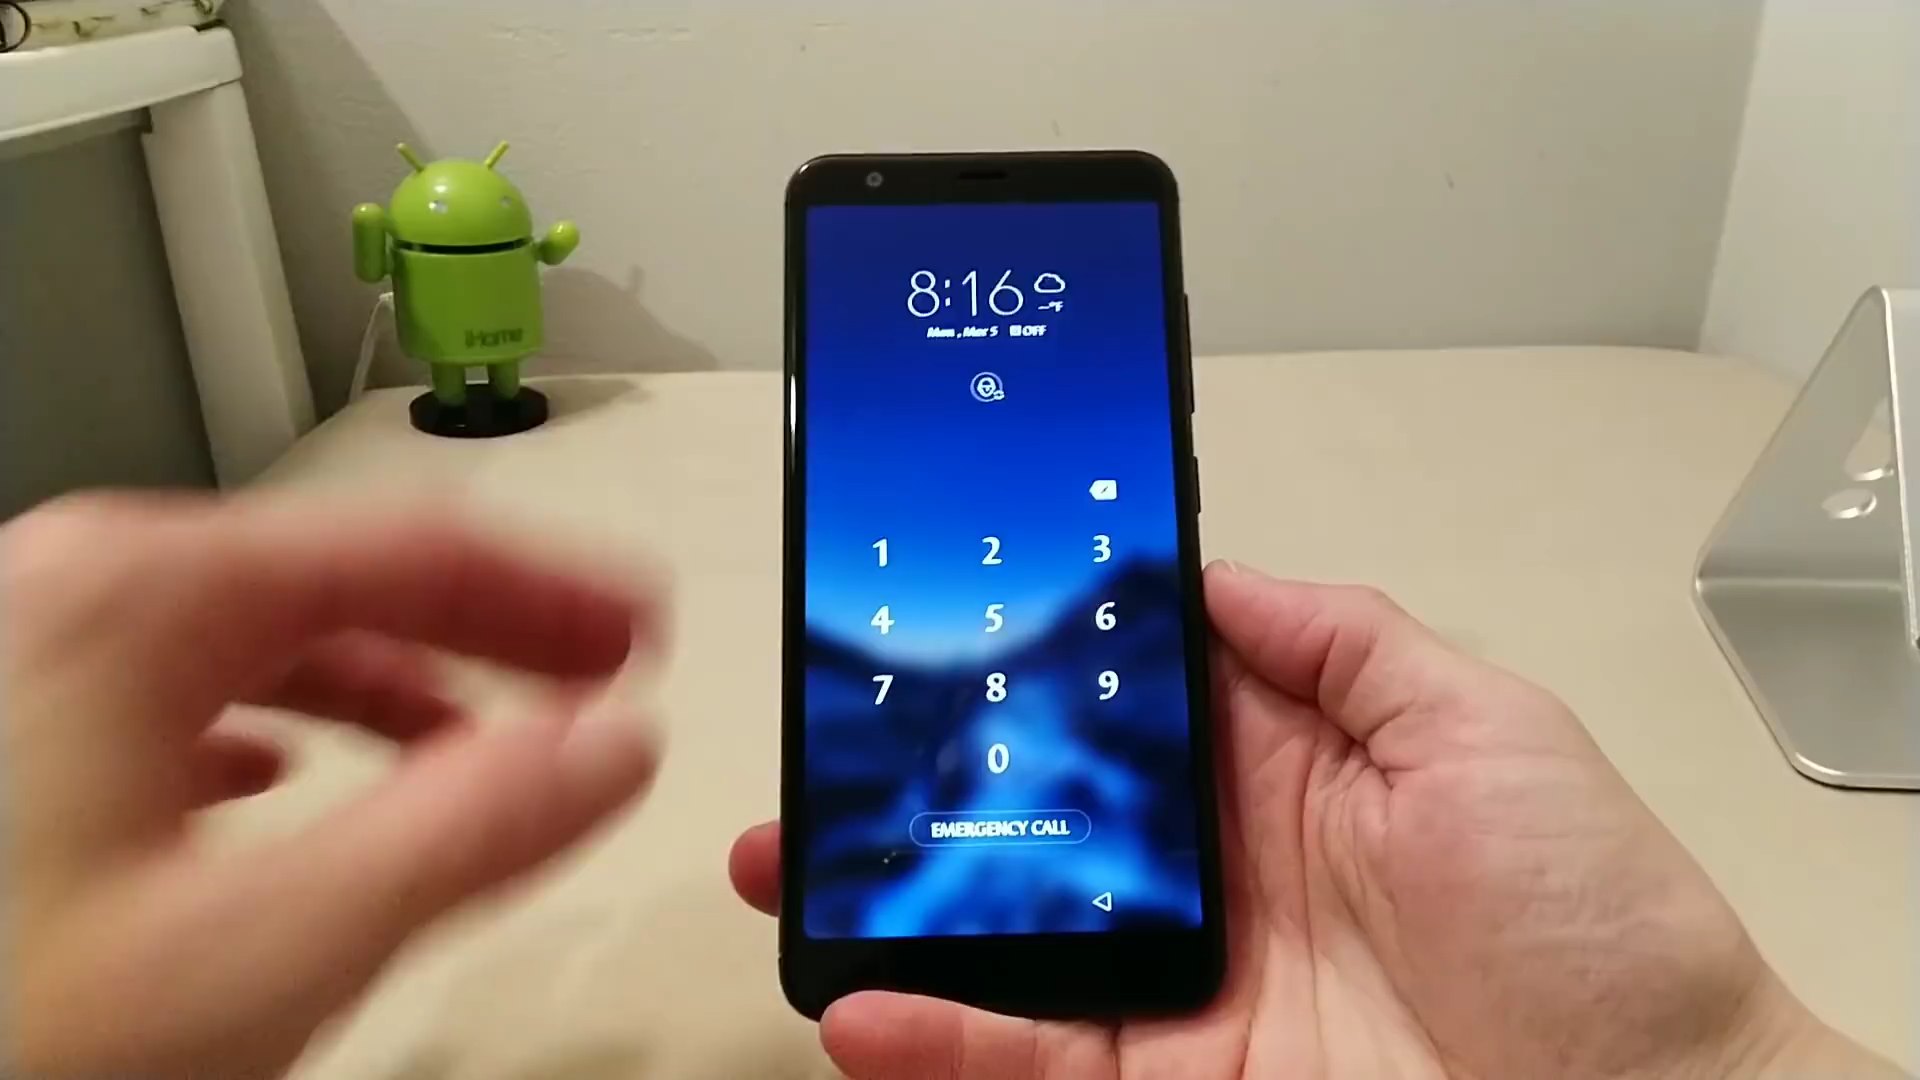 8:16
°F
Mon, Mar 5 OFF
iHome
1 2 3
4 5 6
7 8 9
0
EMERGENCY CALL